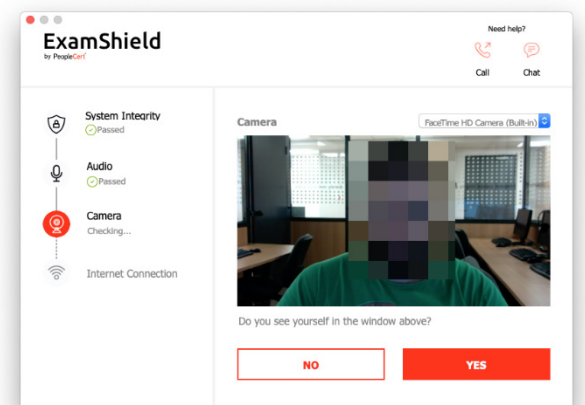 Need help?
ExamShield
by PeopleCert
Call
Chat
System Integrity
Passed
Audio
Passed
Camera
Checking...
Internet Connection
Camera
FaceTime HD Camera (Built-in)
Do you see yourself in the window above?
NO
YES